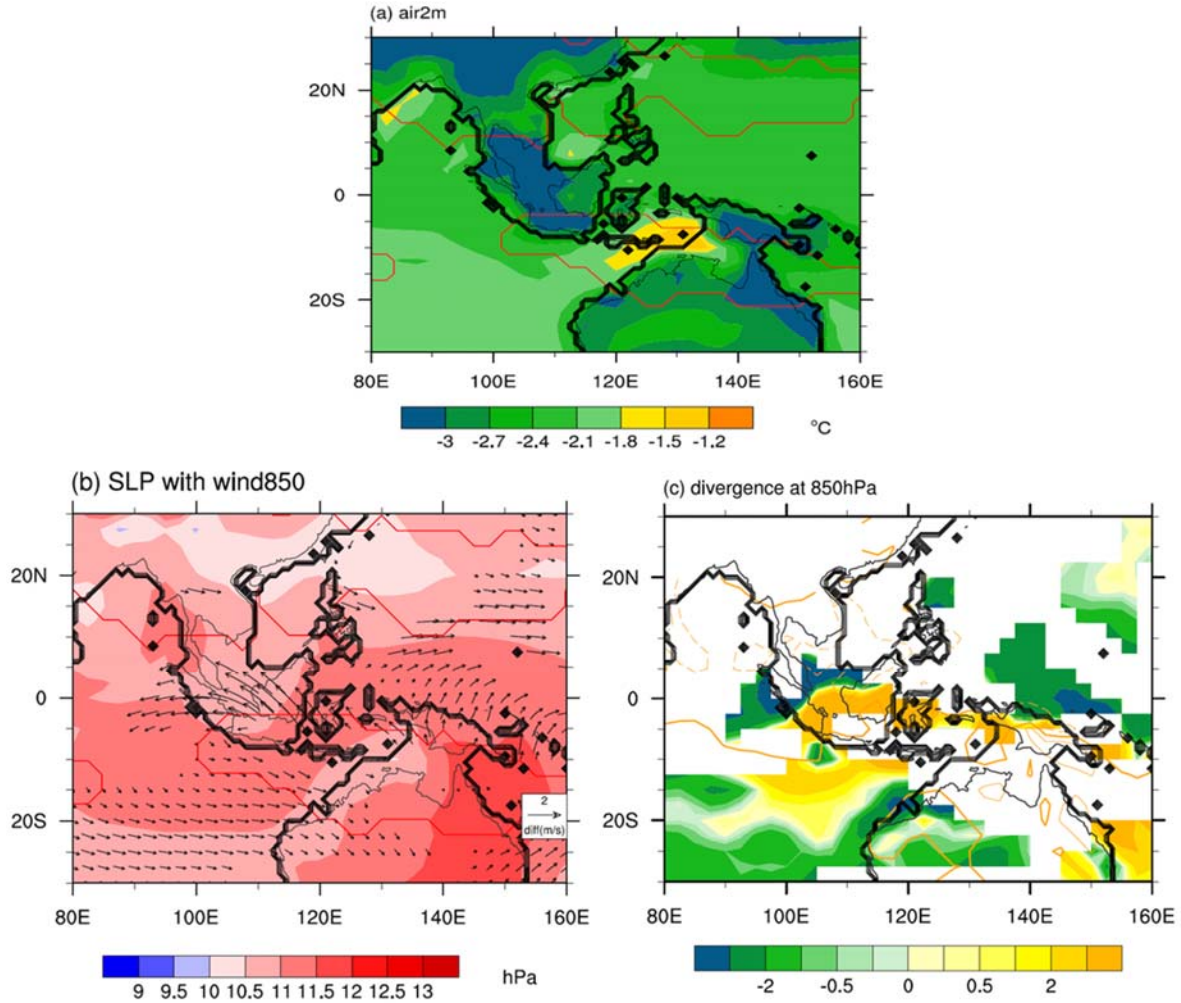 (a) air2m
20N
0
20S
80E 100E 120E 140E 160E
-3 -2.7 -2.4 -2.1 -1.8 -1.5 -1.2
°C
(b) SLP with wind850
20N
0
20S
2
diff(m/s)
80E 100E 120E 140E 160E
9 9.5 10 10.5 11 11.5 12 12.5 13
hPa
(c) divergence at 850hPa
20N
0
20S
80E 100E 120E 140E 160E
-2 -0.5 0 0.5 2